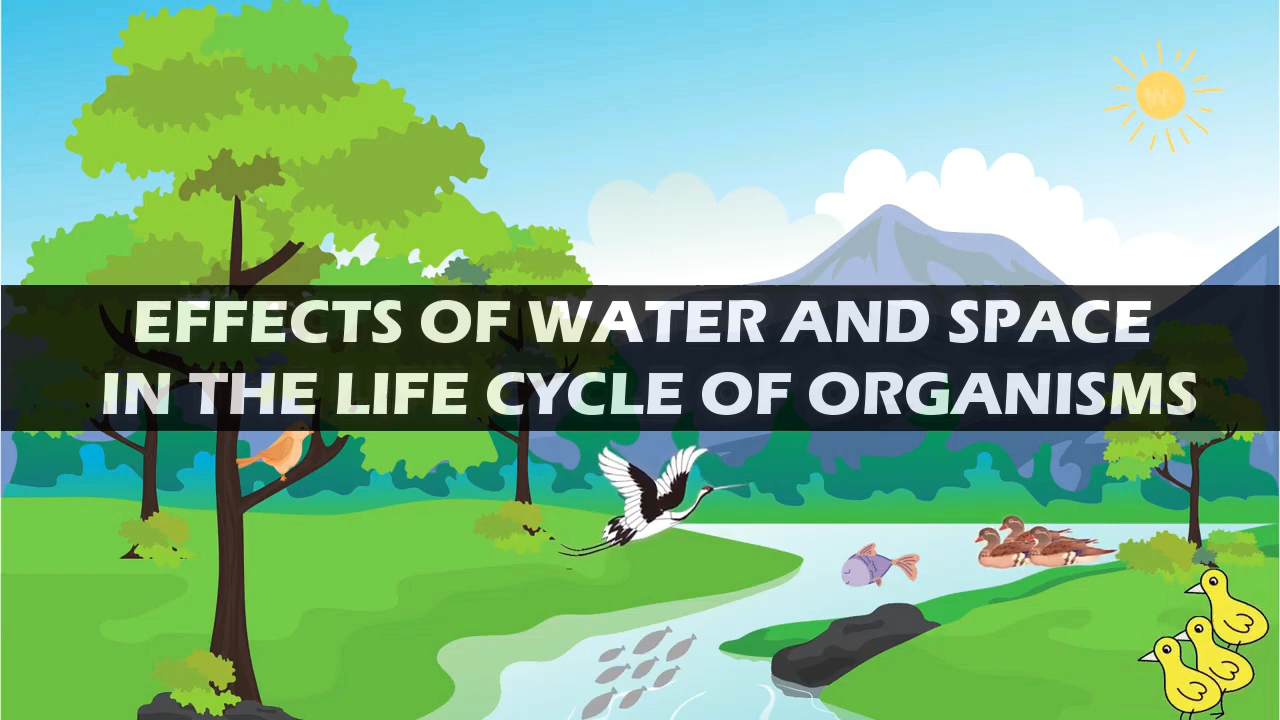 EFFECTS OF WATER AND SPACE
IN THE LIFE CYCLE OF ORGANISMS